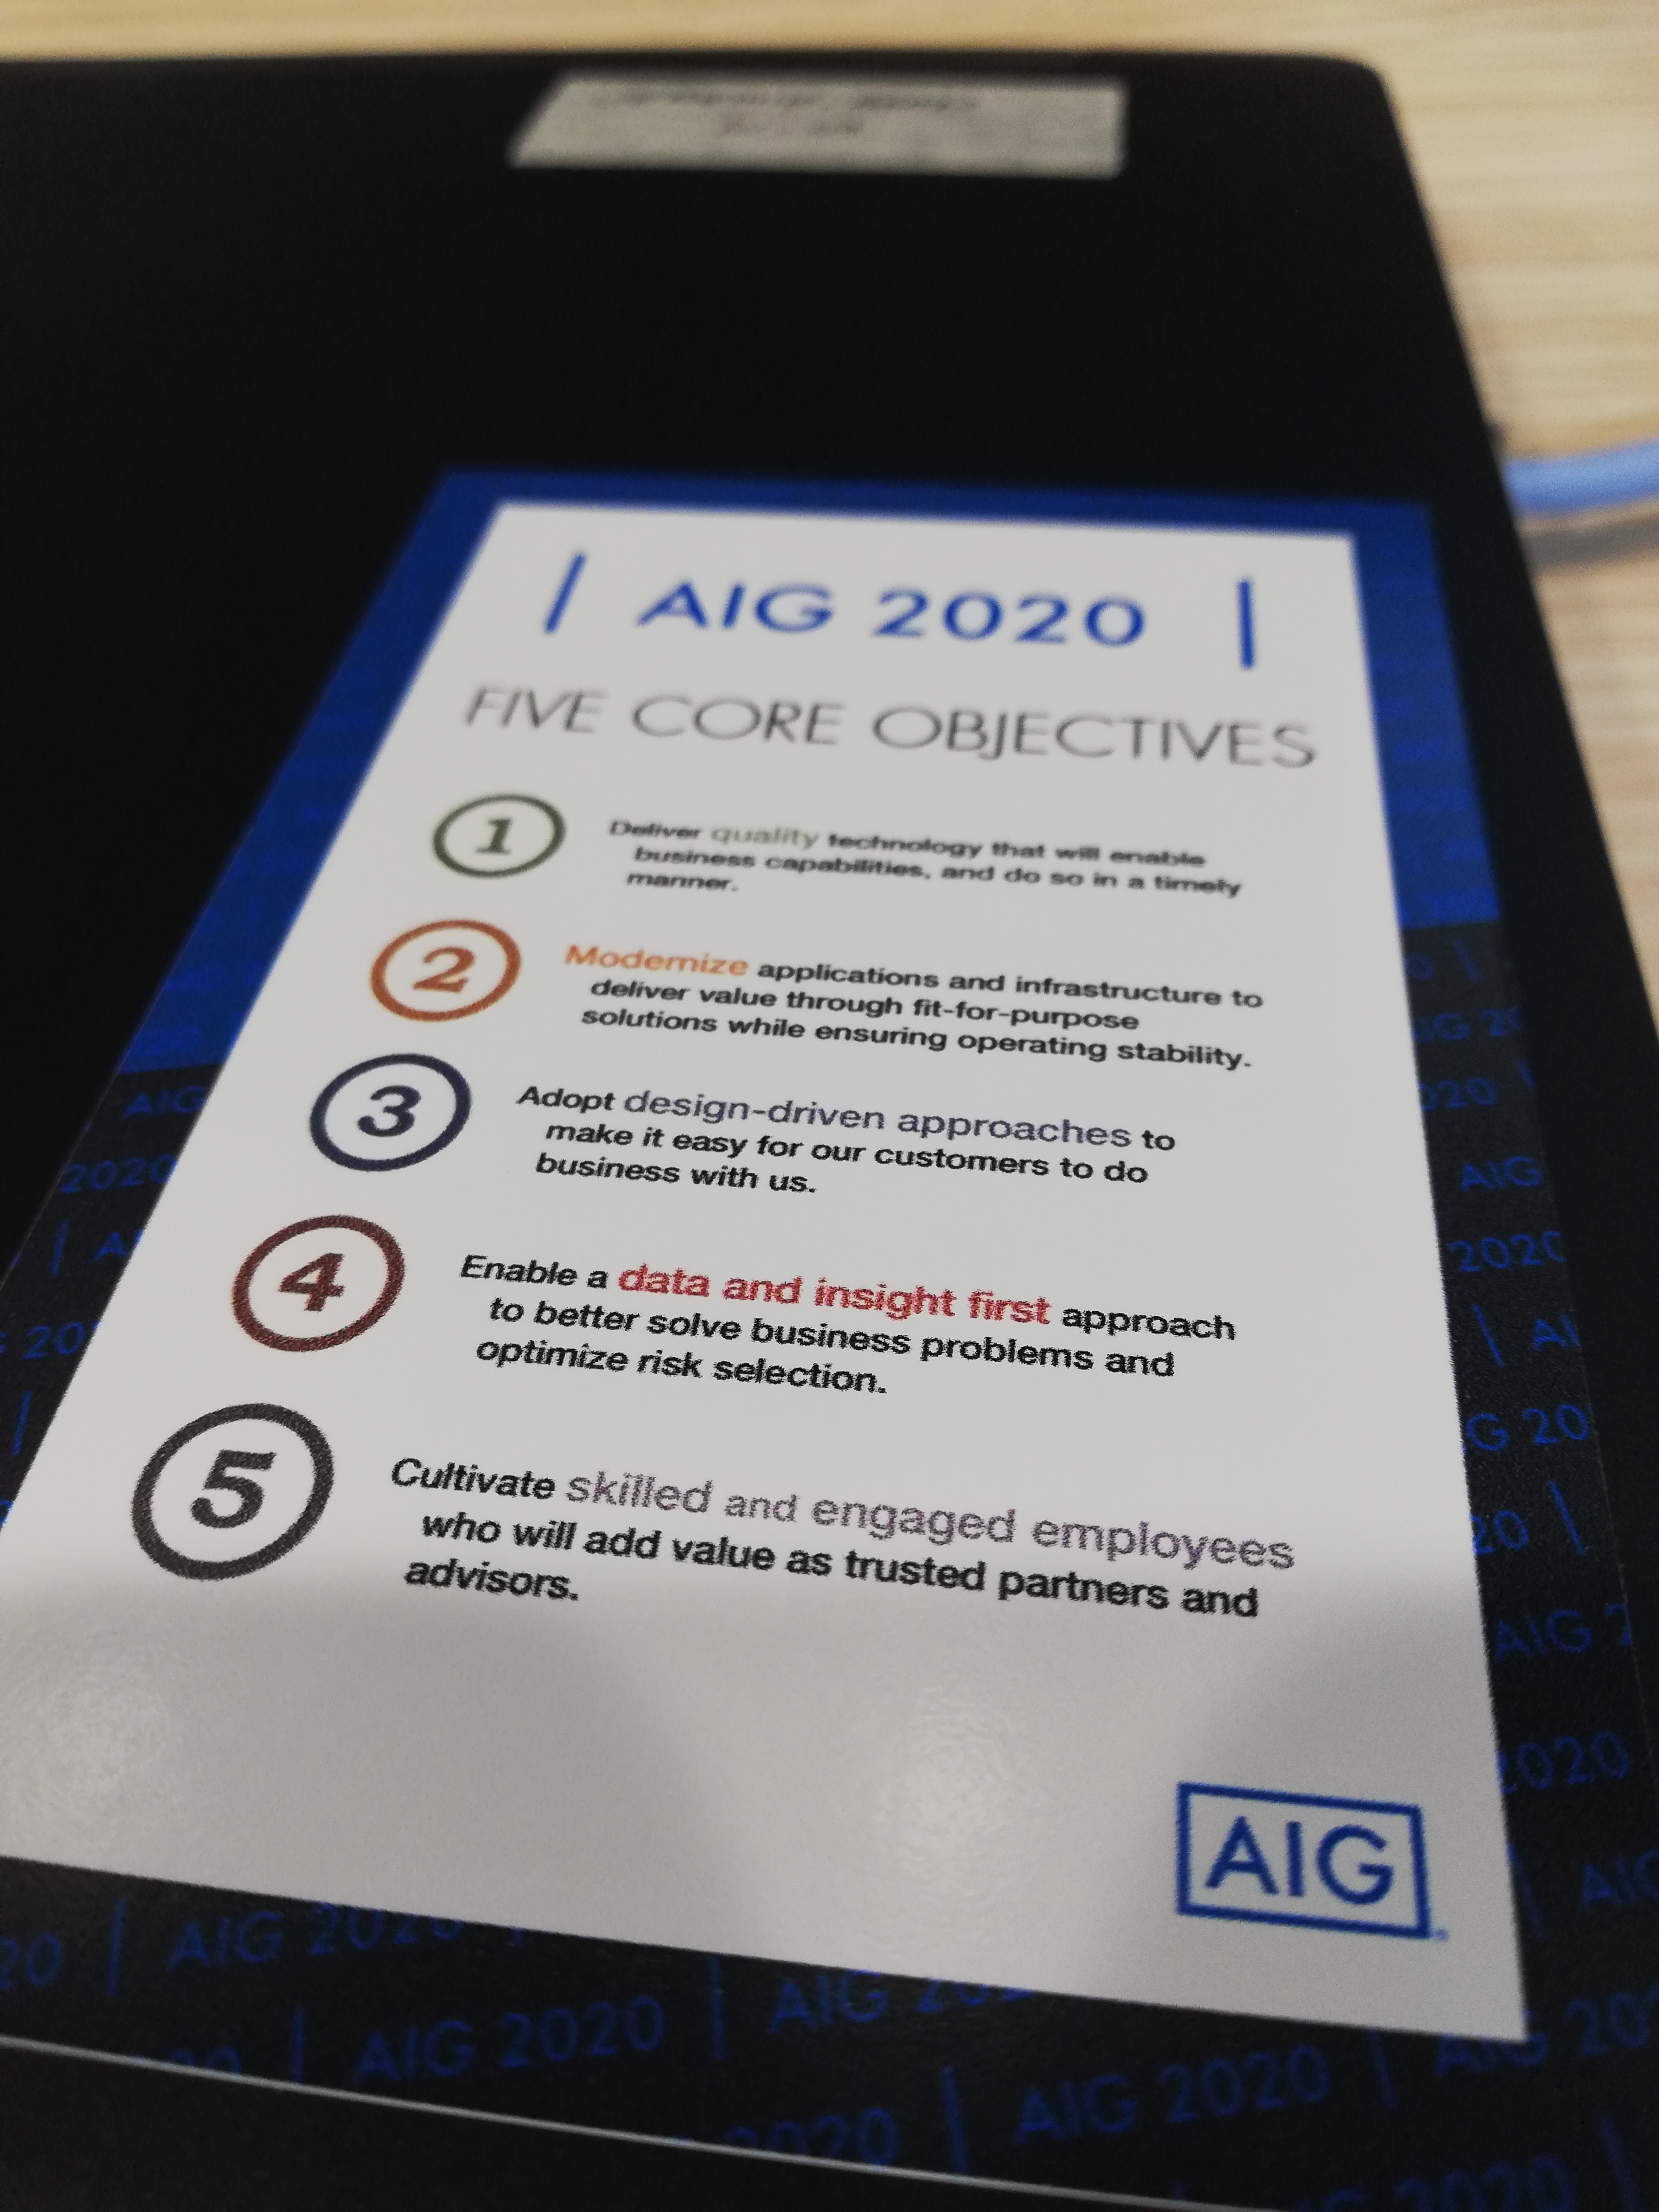 | AIG 2020 |
FIVE CORE OBJECTIVES
1 Deliver quality technology that will enable
business capabilities, and do so in a timely
manner.
2 Modernize applications and infrastructure to
deliver value through fit-for-purpose
solutions while ensuring operating stability.
3 Adopt design-driven approaches to
make it easy for our customers to do
business with us.
4 Enable a data and insight first approach
to better solve business problems and
optimize risk selection.
5 Cultivate skilled and engaged employees
who will add value as trusted partners and
advisors.
AIG
AIG
2020
AIG
2020
AIG 2020
AIG 2020 | AIG
AIG 2020